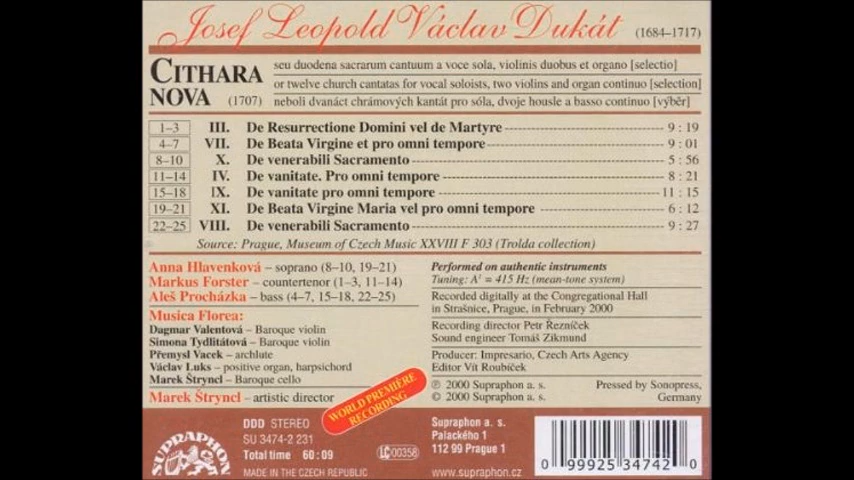 Josef Leopold Václav Dukát (1684–1717)
CITHARA NOVA (1707)
seu duodena sacrarum cantuum a voce sola, violinis duobus et organo [selectio]
or twelve church cantatas for vocal soloists, two violins and organ continuo [selection]
neboli dvanáct chrámových kantát pro sóla, dvoje housle a basso continuo [výběr]
1–3 III. De Resurrectione Domini vel de Martyre 9 : 19
4–7 VII. De Beata Virgine et pro omni tempore 9 : 01
8–10 X. De venerabili Sacramento 5 : 56
11–14 IV. De vanitate. Pro omni tempore 8 : 21
15–18 IX. De vanitate pro omni tempore 11 : 15
19–21 XI. De Beata Virgine Maria vel pro omni tempore 6 : 12
22–25 VIII. De venerabili Sacramento 9 : 27
Source: Prague, Museum of Czech Music XXVIII F 303 (Trolda collection)
Anna Hlavenková – soprano (8–10, 19–21)
Markus Forster – countertenor (1–3, 11–14)
Aleš Procházka – bass (4–7, 15–18, 22–25)
Musica Florea:
Dagmar Valentová – Baroque violin
Simona Tydlitátová – Baroque violin
Přemysl Vacek – archlute
Václav Luks – positive organ, harpsichord
Marek Štryncl – Baroque cello
Marek Štryncl – artistic director
Performed on authentic instruments
Tuning: A¹ = 415 Hz (mean-tone system)
Recorded digitally at the Congregational Hall
in Strašnice, Prague, in February 2000
Recording director Petr Řezníček
Sound engineer Tomáš Zikmund
Producer: Impresario, Czech Arts Agency
Editor Vít Roubíček
℗ 2000 Supraphon a. s.
© 2000 Supraphon a. s.
Pressed by Sonopress,
Germany
WORLD PREMIÈRE
RECORDING
SUPRAPHON
DDD STEREO
SU 3474-2 231
Total time 60 : 09
LC 00358
MADE IN THE CZECH REPUBLIC
Supraphon a. s.
Palackého 1
112 99 Prague 1
www.supraphon.cz
0 99925 34742 0